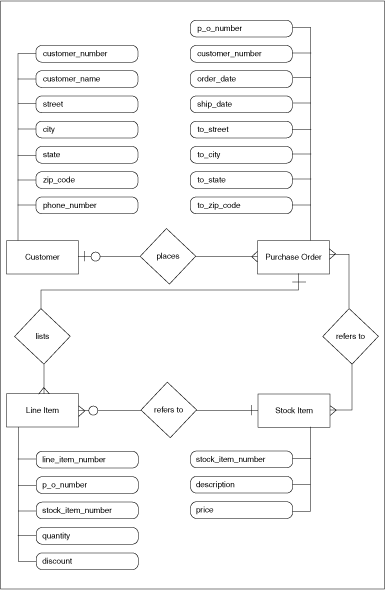 customer_number
customer_name
street
city
state
zip_code
phone_number
p_o_number
customer_number
order_date
ship_date
to_street
to_city
to_state
to_zip_code
Customer
places
Purchase Order
lists
refers to
Line Item
refers to
Stock Item
line_item_number
p_o_number
stock_item_number
quantity
discount
stock_item_number
description
price